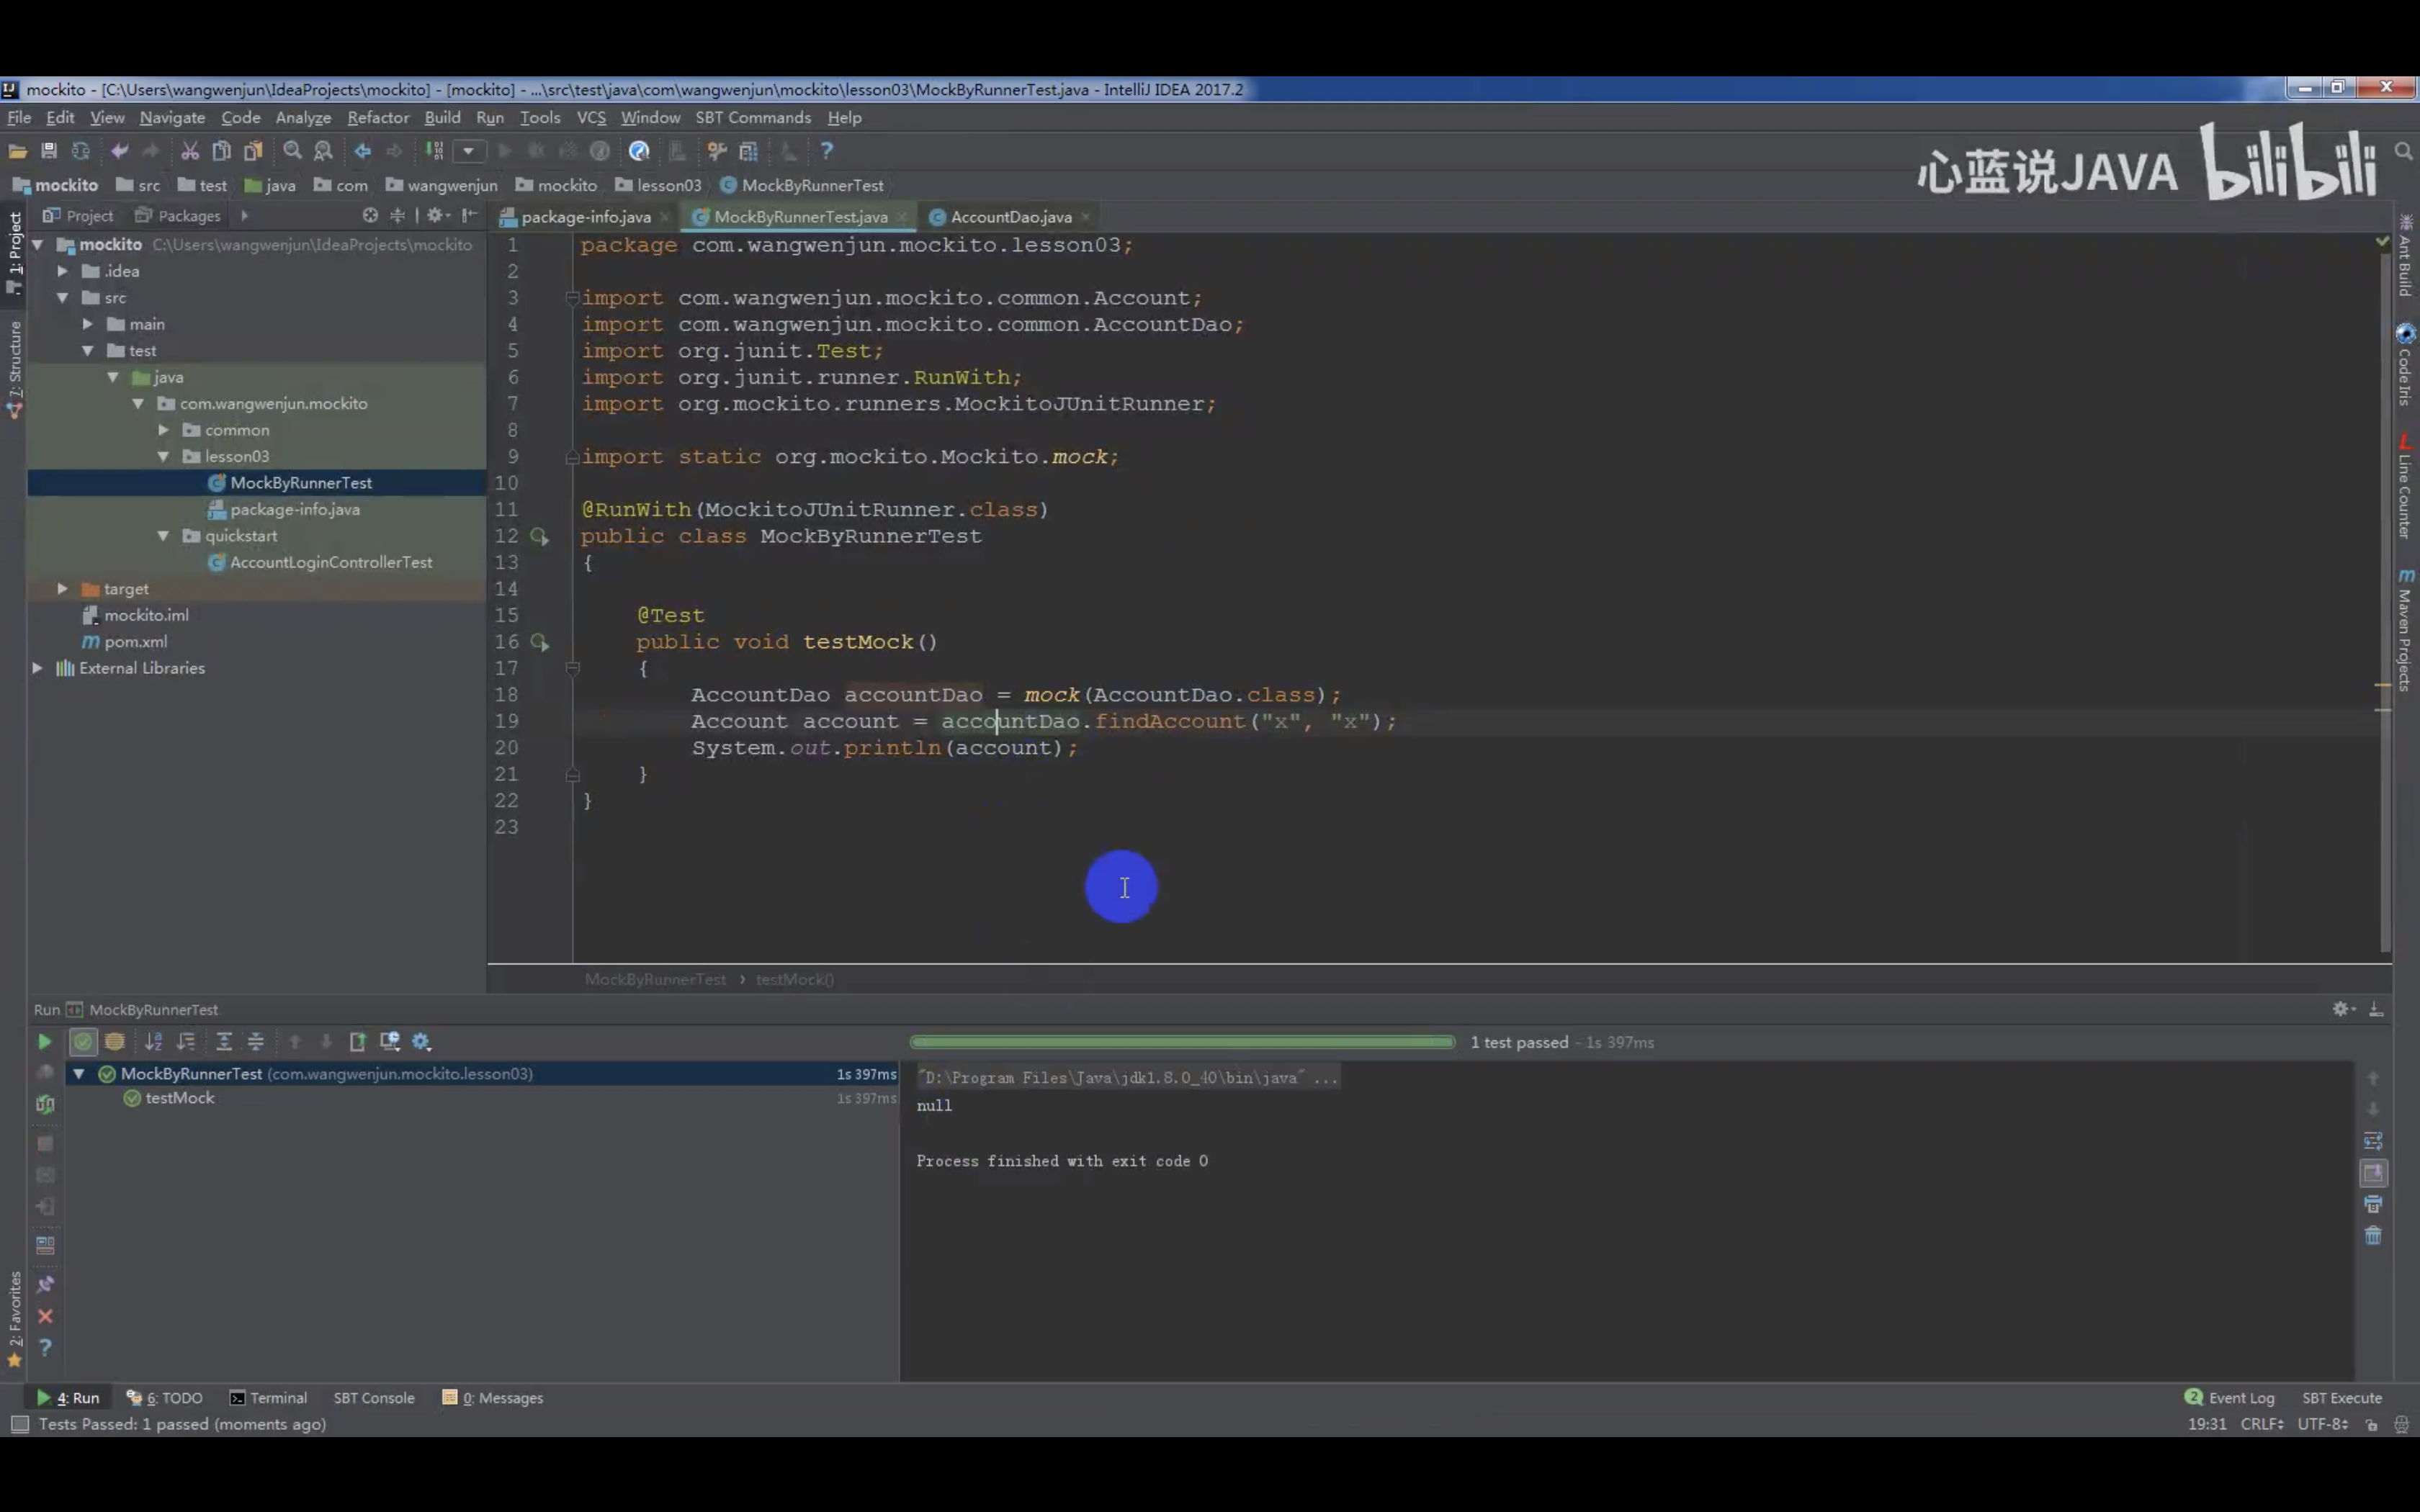 mockito - [C:\Users\wangwenjun\IdeaProjects\mockito] - [mockito] - ...\src\test\java\com\wangwenjun\mockito\lesson03\MockByRunnerTest.java - IntelliJ IDEA 2017.2
File Edit View Navigate Code Analyze Refactor Build Run Tools VCS Window SBT Commands Help
心蓝说JAVA bilibili
mockito src test java com wangwenjun mockito lesson03 MockByRunnerTest
Project Packages
package-info.java MockByRunnerTest.java AccountDao.java
1: Project
7: Structure
2: Favorites
mockito C:\Users\wangwenjun\IdeaProjects\mockito
.idea
src
main
test
java
com.wangwenjun.mockito
common
lesson03
MockByRunnerTest
package-info.java
quickstart
AccountLoginControllerTest
target
mockito.iml
pom.xml
External Libraries
1 package com.wangwenjun.mockito.lesson03;
2
3 import com.wangwenjun.mockito.common.Account;
4 import com.wangwenjun.mockito.common.AccountDao;
5 import org.junit.Test;
6 import org.junit.runner.RunWith;
7 import org.mockito.runners.MockitoJUnitRunner;
8
9 import static org.mockito.Mockito.mock;
10
11 @RunWith(MockitoJUnitRunner.class)
12 public class MockByRunnerTest
13 {
14
15 @Test
16 public void testMock()
17 {
18 AccountDao accountDao = mock(AccountDao.class);
19 Account account = accountDao.findAccount("x", "x");
20 System.out.println(account);
21 }
22 }
23
MockByRunnerTest › testMock()
Ant Build
Code Iris
Line Counter
Maven Projects
Run MockByRunnerTest
1 test passed - 1s 397ms
MockByRunnerTest (com.wangwenjun.mockito.lesson03) 1s 397ms
testMock 1s 397ms
"D:\Program Files\Java\jdk1.8.0_40\bin\java" ...
null
Process finished with exit code 0
4: Run 6: TODO Terminal SBT Console 0: Messages
2 Event Log SBT Execute
Tests Passed: 1 passed (moments ago)
19:31 CRLF UTF-8